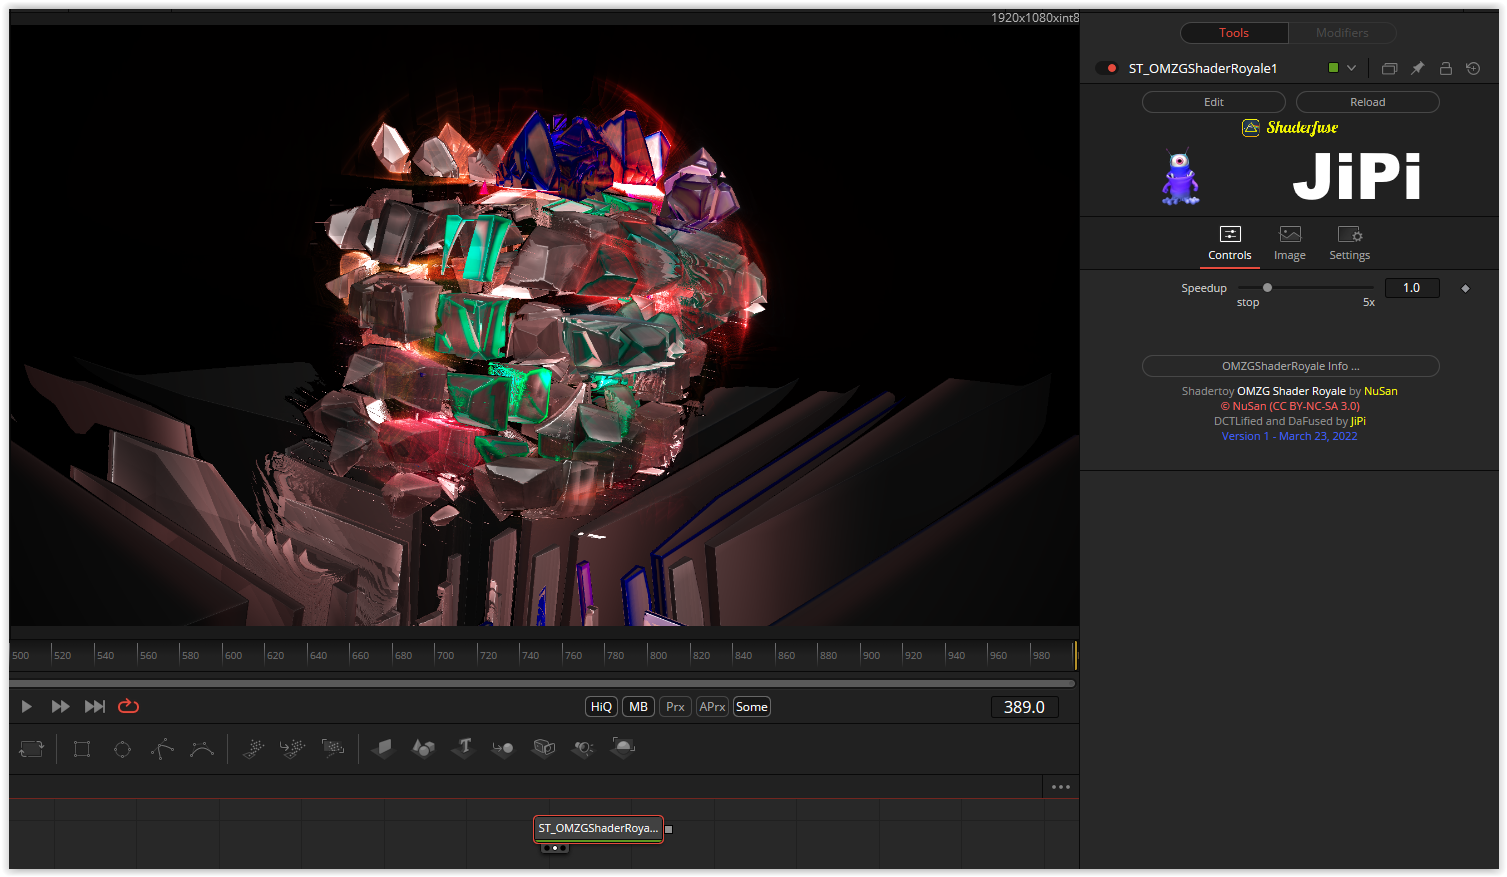 1920x1080xint8
Tools
Modifiers
ST_OMZGShaderRoyale1
Edit
Reload
Shaderfuse
JiPi
Controls
Image
Settings
Speedup
1.0
stop
5x
OMZGShaderRoyale Info ...
Shadertoy OMZG Shader Royale by NuSan
© NuSan (CC BY-NC-SA 3.0)
DCTLified and DaFused by JiPi
Version 1 - March 23, 2022
500 520 540 560 580 600 620 640 660 680 700 720 740 760 780 800 820 840 860 880 900 920 940 960 980
HiQ MB Prx APrx Some
389.0
T
ST_OMZGShaderRoya...